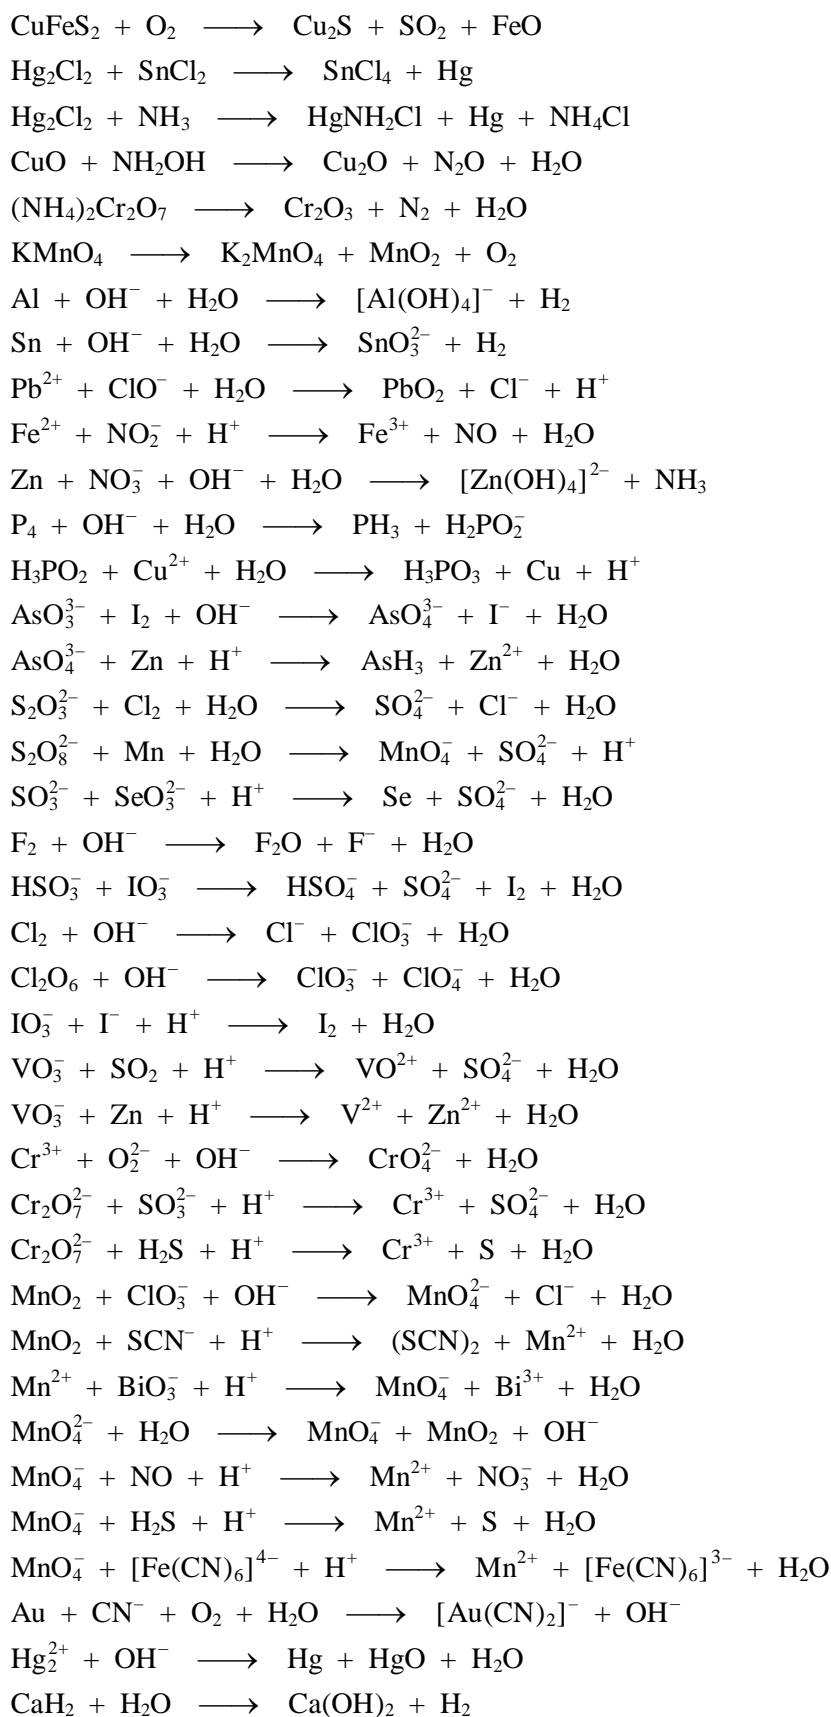 CuFeS₂ + O₂ ⟶ Cu₂S + SO₂ + FeO
Hg₂Cl₂ + SnCl₂ ⟶ SnCl₄ + Hg
Hg₂Cl₂ + NH₃ ⟶ HgNH₂Cl + Hg + NH₄Cl
CuO + NH₂OH ⟶ Cu₂O + N₂O + H₂O
(NH₄)₂Cr₂O₇ ⟶ Cr₂O₃ + N₂ + H₂O
KMnO₄ ⟶ K₂MnO₄ + MnO₂ + O₂
Al + OH⁻ + H₂O ⟶ [Al(OH)₄]⁻ + H₂
Sn + OH⁻ + H₂O ⟶ SnO₃²⁻ + H₂
Pb²⁺ + ClO⁻ + H₂O ⟶ PbO₂ + Cl⁻ + H⁺
Fe²⁺ + NO₂⁻ + H⁺ ⟶ Fe³⁺ + NO + H₂O
Zn + NO₃⁻ + OH⁻ + H₂O ⟶ [Zn(OH)₄]²⁻ + NH₃
P₄ + OH⁻ + H₂O ⟶ PH₃ + H₂PO₂⁻
H₃PO₂ + Cu²⁺ + H₂O ⟶ H₃PO₃ + Cu + H⁺
AsO₃³⁻ + I₂ + OH⁻ ⟶ AsO₄³⁻ + I⁻ + H₂O
AsO₄³⁻ + Zn + H⁺ ⟶ AsH₃ + Zn²⁺ + H₂O
S₂O₃²⁻ + Cl₂ + H₂O ⟶ SO₄²⁻ + Cl⁻ + H₂O
S₂O₈²⁻ + Mn + H₂O ⟶ MnO₄⁻ + SO₄²⁻ + H⁺
SO₃²⁻ + SeO₃²⁻ + H⁺ ⟶ Se + SO₄²⁻ + H₂O
F₂ + OH⁻ ⟶ F₂O + F⁻ + H₂O
HSO₃⁻ + IO₃⁻ ⟶ HSO₄⁻ + SO₄²⁻ + I₂ + H₂O
Cl₂ + OH⁻ ⟶ Cl⁻ + ClO₃⁻ + H₂O
Cl₂O₆ + OH⁻ ⟶ ClO₃⁻ + ClO₄⁻ + H₂O
IO₃⁻ + I⁻ + H⁺ ⟶ I₂ + H₂O
VO₃⁻ + SO₂ + H⁺ ⟶ VO²⁺ + SO₄²⁻ + H₂O
VO₃⁻ + Zn + H⁺ ⟶ V²⁺ + Zn²⁺ + H₂O
Cr³⁺ + O₂²⁻ + OH⁻ ⟶ CrO₄²⁻ + H₂O
Cr₂O₇²⁻ + SO₃²⁻ + H⁺ ⟶ Cr³⁺ + SO₄²⁻ + H₂O
Cr₂O₇²⁻ + H₂S + H⁺ ⟶ Cr³⁺ + S + H₂O
MnO₂ + ClO₃⁻ + OH⁻ ⟶ MnO₄²⁻ + Cl⁻ + H₂O
MnO₂ + SCN⁻ + H⁺ ⟶ (SCN)₂ + Mn²⁺ + H₂O
Mn²⁺ + BiO₃⁻ + H⁺ ⟶ MnO₄⁻ + Bi³⁺ + H₂O
MnO₄²⁻ + H₂O ⟶ MnO₄⁻ + MnO₂ + OH⁻
MnO₄⁻ + NO + H⁺ ⟶ Mn²⁺ + NO₃⁻ + H₂O
MnO₄⁻ + H₂S + H⁺ ⟶ Mn²⁺ + S + H₂O
MnO₄⁻ + [Fe(CN)₆]⁴⁻ + H⁺ ⟶ Mn²⁺ + [Fe(CN)₆]³⁻ + H₂O
Au + CN⁻ + O₂ + H₂O ⟶ [Au(CN)₂]⁻ + OH⁻
Hg₂²⁺ + OH⁻ ⟶ Hg + HgO + H₂O
CaH₂ + H₂O ⟶ Ca(OH)₂ + H₂